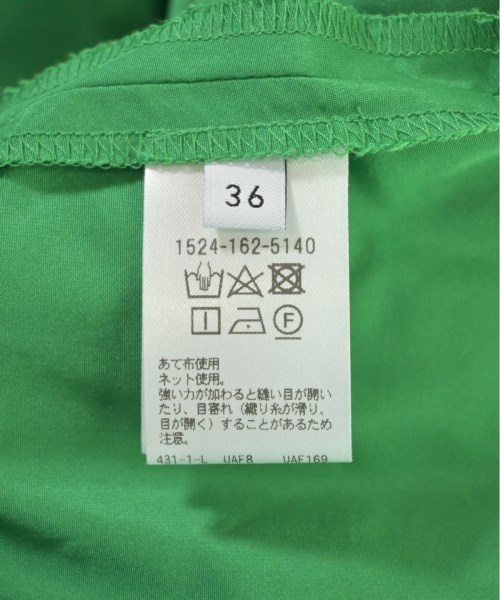 36
1524-162-5140
F
あて布使用
ネット使用。
強い力が加わると縫い目が開い
たり、目寄れ（織り糸が滑り、
目が開く）することがあるため
注意。
431-1-L UAF8 UAF169